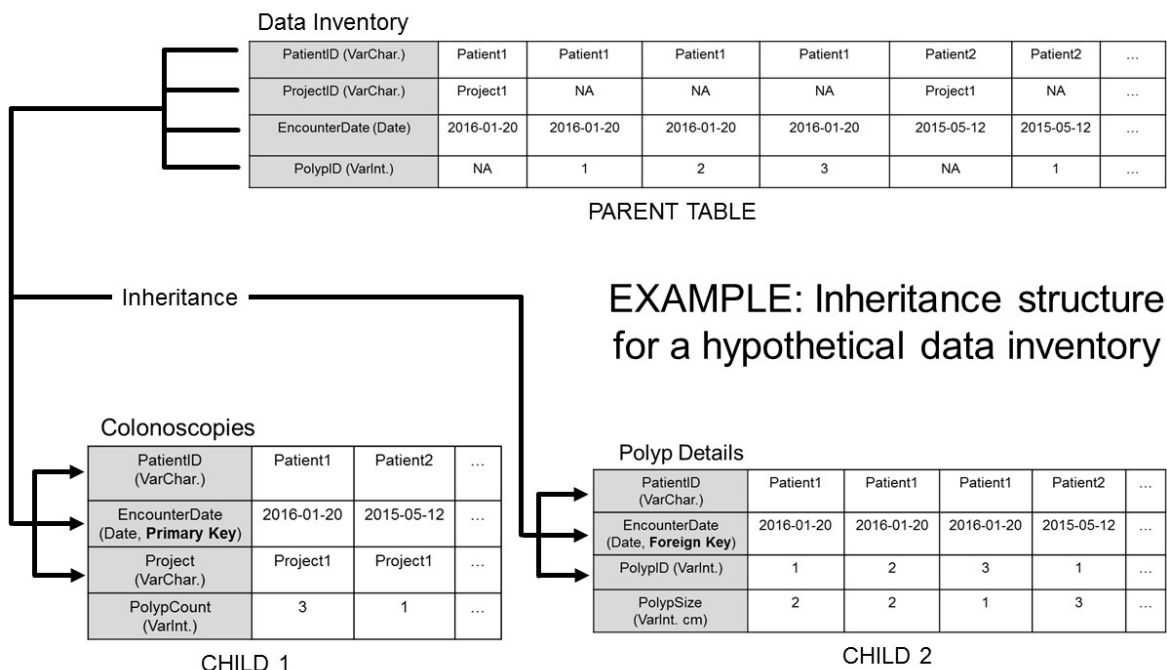 Data Inventory
PatientID (VarChar.) Patient1 Patient1 Patient1 Patient1 Patient2 Patient2 ...
ProjectID (VarChar.) Project1 NA NA NA Project1 NA ...
EncounterDate (Date) 2016-01-20 2016-01-20 2016-01-20 2016-01-20 2015-05-12 2015-05-12 ...
PolypID (VarInt.) NA 1 2 3 NA 1 ...
PARENT TABLE
Inheritance
EXAMPLE: Inheritance structure
for a hypothetical data inventory
Colonoscopies
PatientID Patient1 Patient2 ...
(VarChar.)
EncounterDate 2016-01-20 2015-05-12 ...
(Date, Primary Key)
Project Project1 Project1 ...
(VarChar.)
PolypCount 3 1 ...
(VarInt.)
CHILD 1
Polyp Details
PatientID Patient1 Patient1 Patient1 Patient2 ...
(VarChar.)
EncounterDate 2016-01-20 2016-01-20 2016-01-20 2015-05-12 ...
(Date, Foreign Key)
PolypID (VarInt.) 1 2 3 1 ...
PolypSize 2 2 1 3 ...
(VarInt. cm)
CHILD 2